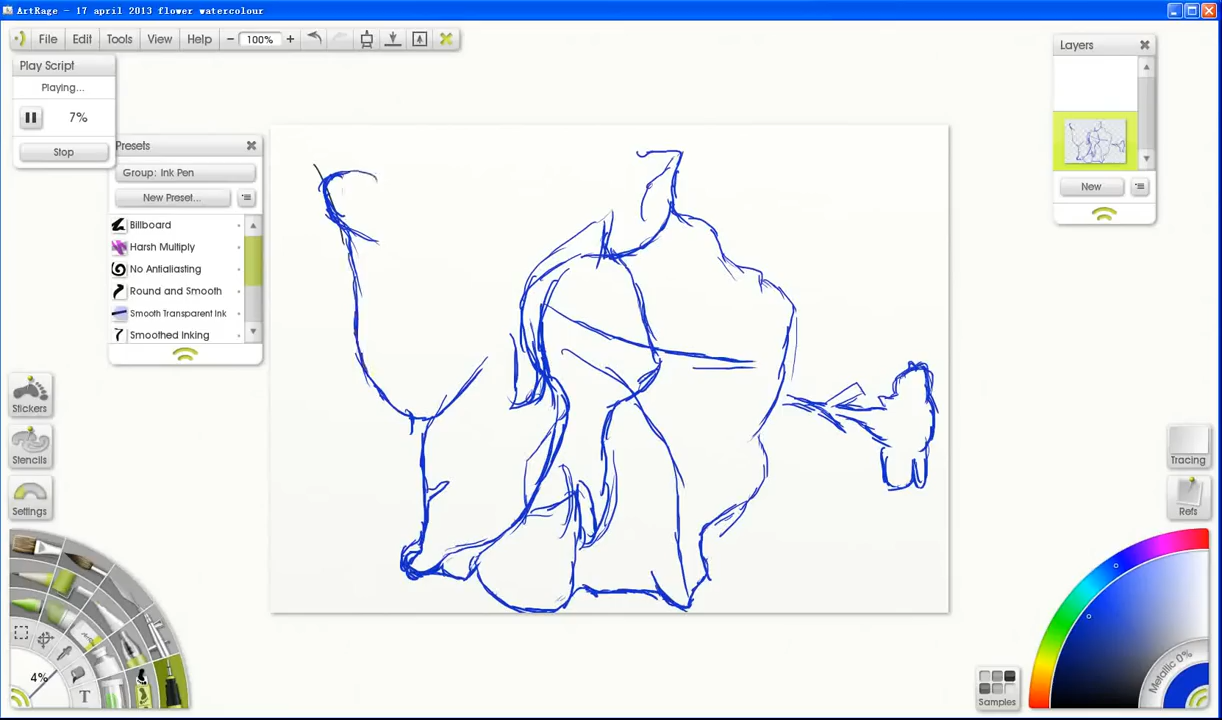 ArtRage - 17 april 2013 flower watercolour
File Edit Tools View Help 100%
Play Script
Playing...
7%
Stop
Presets
Group: Ink Pen
New Preset...
Billboard
Harsh Multiply
No Antialiasting
Round and Smooth
Smooth Transparent Ink
Smoothed Inking
Layers
New
Stickers
Stencils
Settings
4%
T
Tracing
Refs
Metallic 0%
Samples